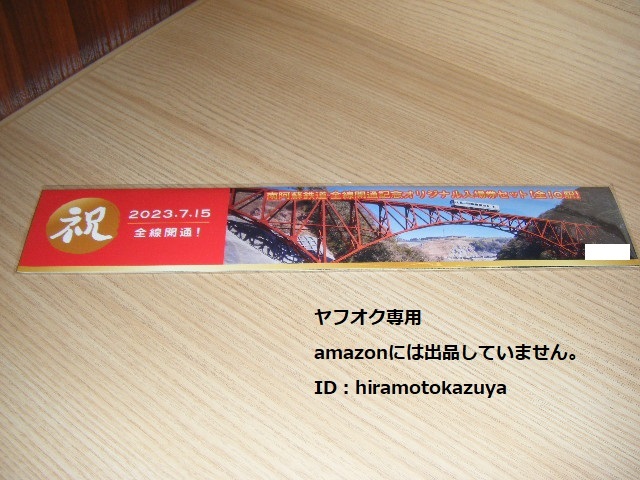 祝
2023.7.15
全線開通！
南阿蘇鉄道 全線開通記念オリジナル入場券セット！(全10駅)
ヤフオク専用
amazonには出品していません。
ID：hiramotokazuya